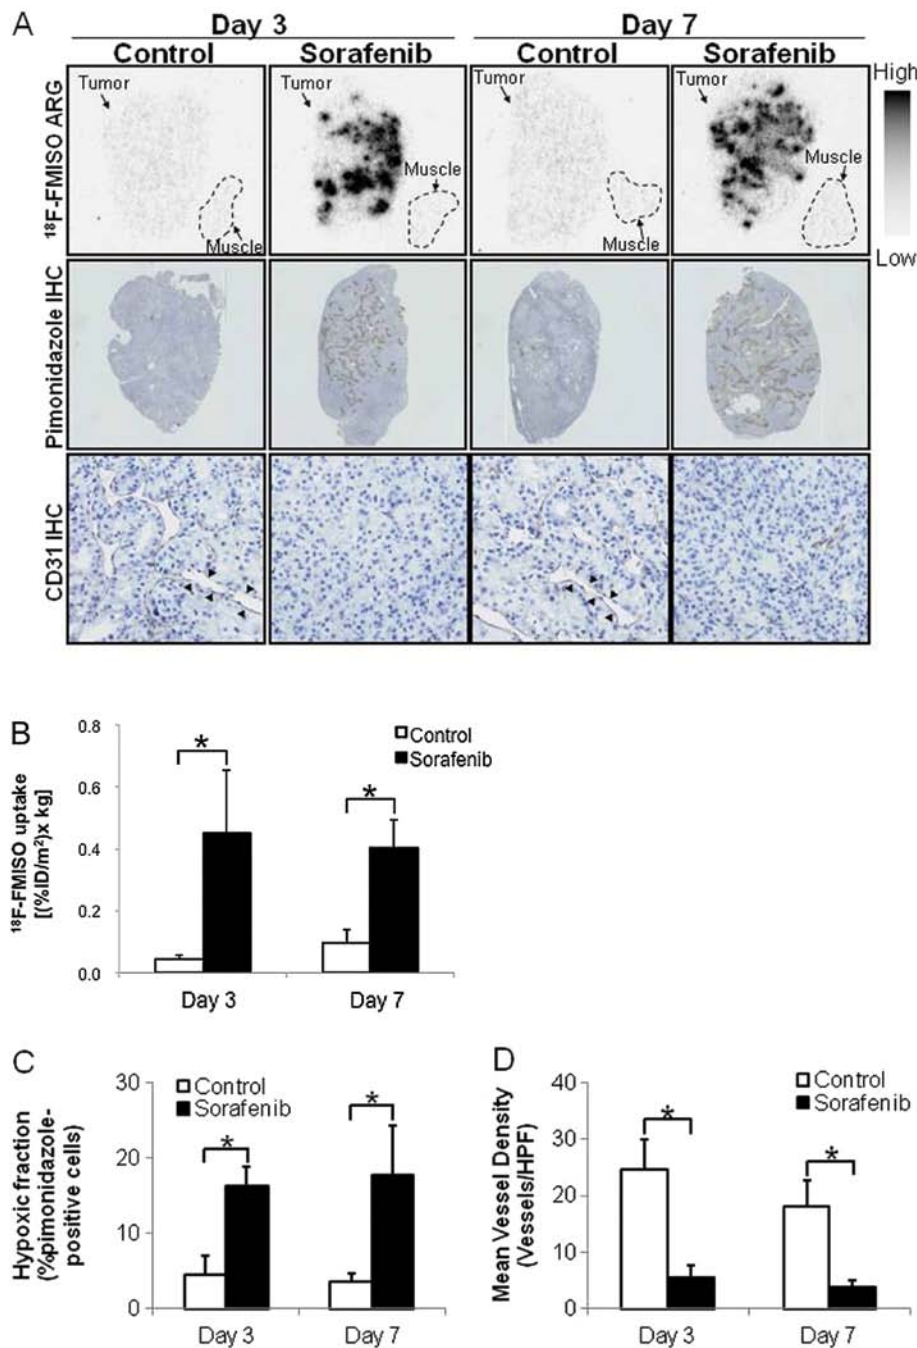 A
Day 3
Day 7
Control
Sorafenib
Control
Sorafenib
¹⁸F-FMISO ARG
Tumor
Muscle
Tumor
Muscle
Tumor
Muscle
Tumor
Muscle
High
Low
Pimonidazole IHC
CD31 IHC
B
¹⁸F-FMISO uptake
[(%ID/m²)x kg]
0.8
0.6
0.4
0.2
0.0
*
*
Control
Sorafenib
Day 3
Day 7
C
Hypoxic fraction
(%pimonidazole-
positive cells)
30
20
10
0
Control
Sorafenib
*
*
Day 3
Day 7
D
Mean Vessel Density
(Vessels/HPF)
40
30
20
10
0
Control
Sorafenib
*
*
Day 3
Day 7